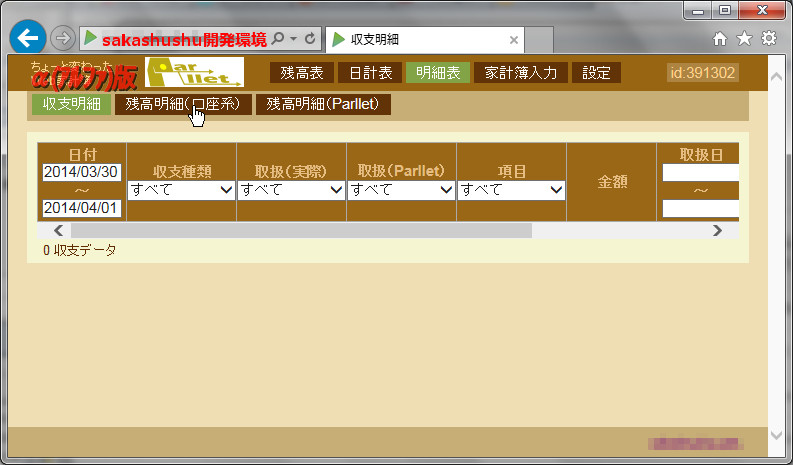 sakashushu開発環境
収支明細
ちょーと変わった
α(アルファ)版
Parllet.
残高表 日計表 明細表 家計簿入力 設定
id:391302
収支明細 残高明細(口座系) 残高明細(Parllet)
日付 収支種類 取扱(実際) 取扱(Parllet) 項目 金額 取扱日
2014/03/30 すべて すべて すべて すべて
～ ～
2014/04/01
0 収支データ